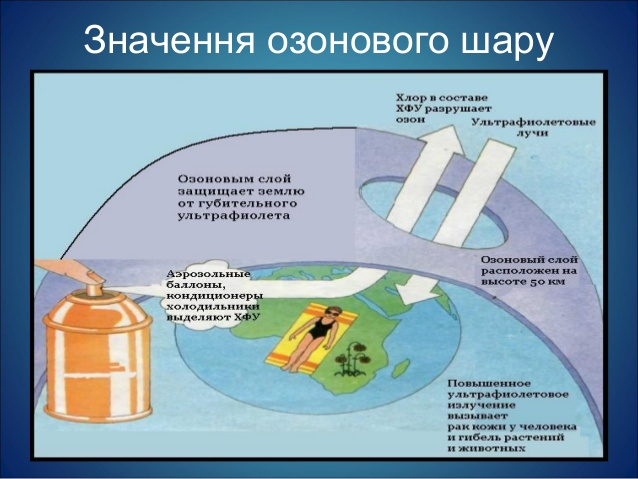 Значення озонового шару
Хлор в составе
ХФУ разрушает
озон
Ультрафиолетовые
лучи
Озоновым слой
защищает землю
от губительного
ультрафиолета
Озоновый слой
расположен на
высоте 50 км
Аэрозольные
баллоны,
кондиционеры
холодильники
выделяют ХФУ
Повышенное
ультрафиолетовое
излучение
вызывает
рак кожи у человека
и гибель растений
и животных